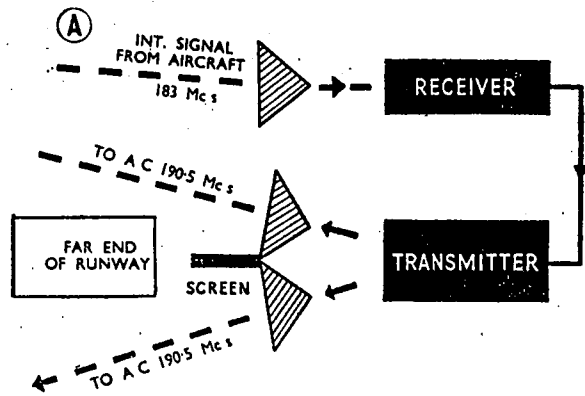 A
INT. SIGNAL
FROM AIRCRAFT
183 Mc s
RECEIVER
TO A C 190·5 Mc s
FAR END
OF RUNWAY
SCREEN
TRANSMITTER
TO A C 190·5 Mc s